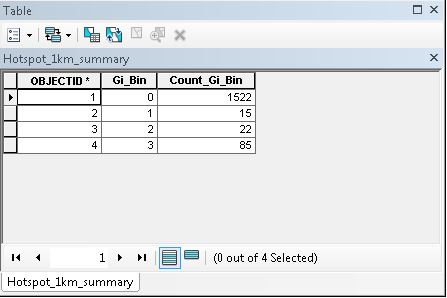 Table
Hotspot_1km_summary
OBJECTID * Gi_Bin Count_Gi_Bin
1 0 1522
2 1 15
3 2 22
4 3 85
1 (0 out of 4 Selected)
Hotspot_1km_summary